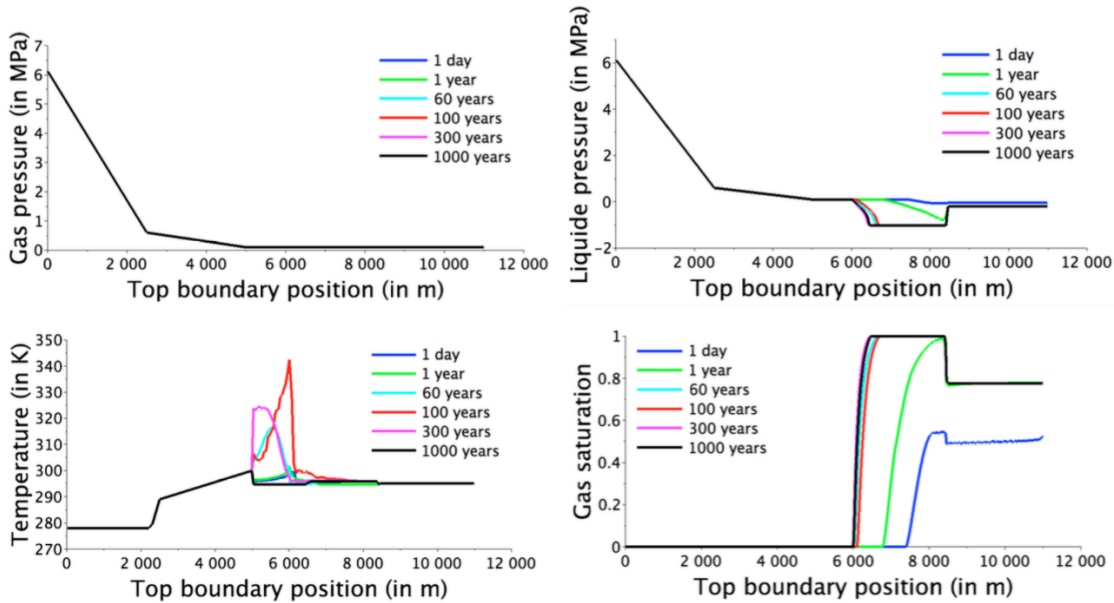 Gas pressure (in MPa)
7
6
5
4
3
2
1
0
0 2 000 4 000 6 000 8 000 10 000 12 000
Top boundary position (in m)
1 day
1 year
60 years
100 years
300 years
1000 years
Liquide pressure (in MPa)
6
4
2
0
−2
0 2 000 4 000 6 000 8 000 10 000 12 000
Top boundary position (in m)
1 day
1 year
60 years
100 years
300 years
1000 years
Temperature (in K)
350
340
330
320
310
300
290
280
270
0 2 000 4 000 6 000 8 000 10 000 12 000
Top boundary position (in m)
1 day
1 year
60 years
100 years
300 years
1000 years
Gas saturation
1
0.8
0.6
0.4
0.2
0
0 2 000 4 000 6 000 8 000 10 000 12 000
Top boundary position (in m)
1 day
1 year
60 years
100 years
300 years
1000 years